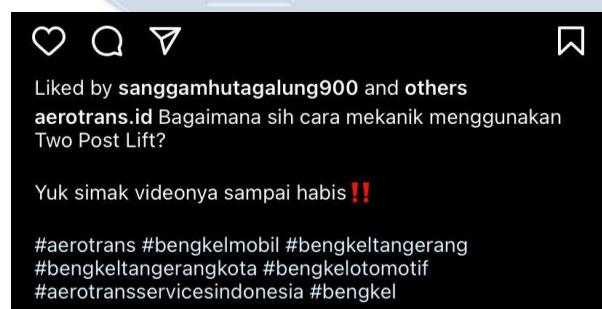 Liked by sanggamhutagalung900 and others
aerotrans.id Bagaimana sih cara mekanik menggunakan
Two Post Lift?
Yuk simak videonya sampai habis‼️
#aerotrans #bengkelmobil #bengkeltangerang
#bengkeltangerangkota #bengkelotomotif
#aerotransservicesindonesia #bengkel